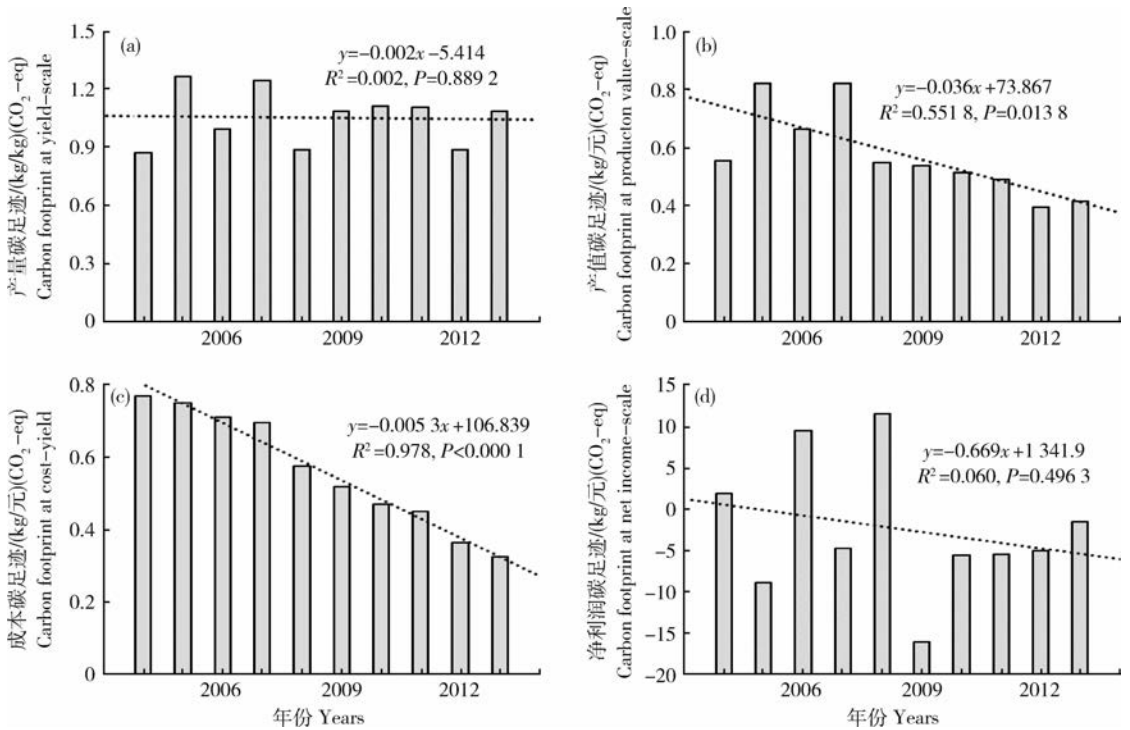 (a)
y=-0.002x-5.414
R²=0.002, P=0.889 2
1.5
1.2
0.9
0.6
0.3
0
2006
2009
2012
产量碳足迹/(kg/kg)(CO₂-eq)
Carbon footprint at yield-scale
(b)
y=-0.036x+73.867
R²=0.551 8, P=0.013 8
1.0
0.8
0.6
0.4
0.2
0.0
2006
2009
2012
产值碳足迹/(kg/元)(CO₂-eq)
Carbon footprint at producton value-scale
(c)
y=-0.005 3x+106.839
R²=0.978, P<0.000 1
0.8
0.6
0.4
0.2
0
2006
2009
2012
成本碳足迹/(kg/元)(CO₂-eq)
Carbon footprint at cost-yield
年份 Years
(d)
y=-0.669x+1 341.9
R²=0.060, P=0.496 3
15
10
5
0
-5
-10
-15
-20
2006
2009
2012
净利润碳足迹/(kg/元)(CO₂-eq)
Carbon footprint at net income-scale
年份 Years